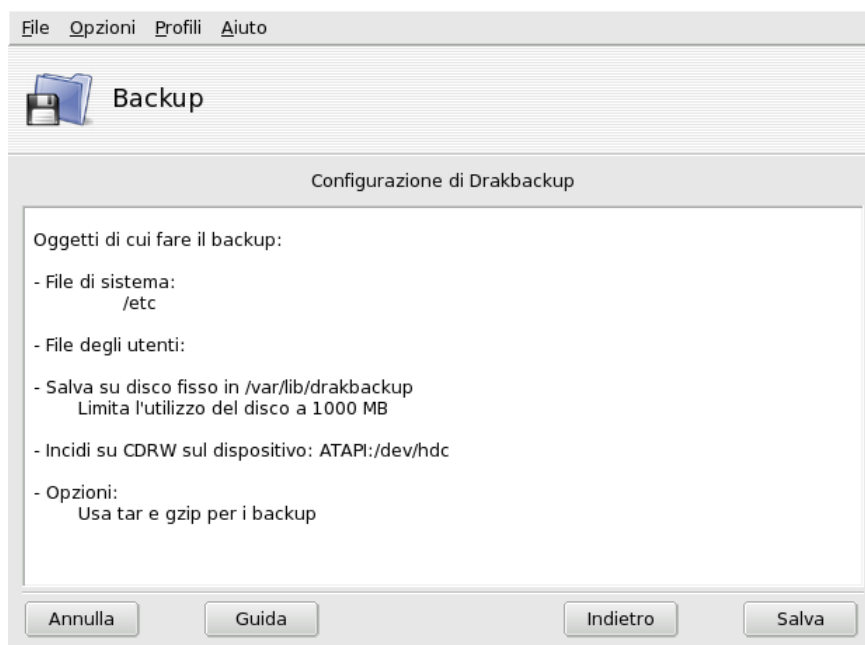 File Opzioni Profili Aiuto
Backup
Configurazione di Drakbackup
Oggetti di cui fare il backup:
- File di sistema:
/etc
- File degli utenti:
- Salva su disco fisso in /var/lib/drakbackup
Limita l'utilizzo del disco a 1000 MB
- Incidi su CDRW sul dispositivo: ATAPI:/dev/hdc
- Opzioni:
Usa tar e gzip per i backup
Annulla Guida Indietro Salva